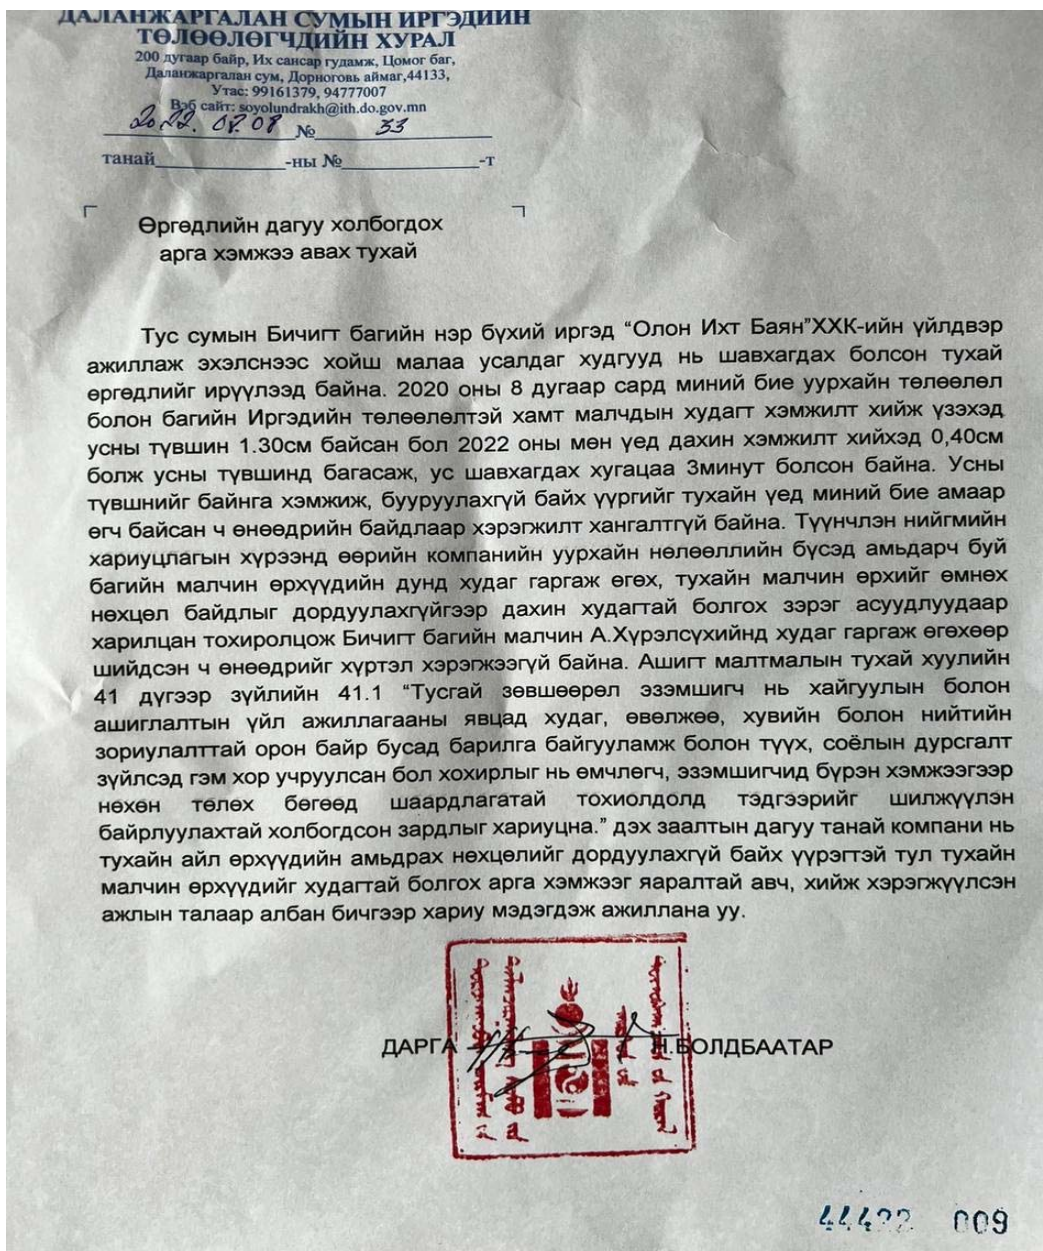 ДАЛАНЖАРГАЛАН СУМЫН ИРГЭДИЙН
ТӨЛӨӨЛӨГЧДИЙН ХУРАЛ
200 дугаар байр, Их сансар гудамж, Цомог баг,
Даланжаргалан сум, Дорноговь аймаг,44133,
Утас: 99161379, 94777007
Вэб сайт: soyolundrakh@ith.do.gov.mn
2022. 08. 08 № 33
танай____________-ны №____________-т
Өргөдлийн дагуу холбогдох
арга хэмжээ авах тухай
Тус сумын Бичигт багийн нэр бүхий иргэд “Олон Ихт Баян”ХХК-ийн үйлдвэр
ажиллаж эхэлснээс хойш малаа усалдаг худгууд нь шавхагдах болсон тухай
өргөдлийг ирүүлээд байна. 2020 оны 8 дугаар сард миний бие уурхайн төлөөлөл
болон багийн Иргэдийн төлөөлөлтэй хамт малчдын худагт хэмжилт хийж үзэхэд
усны түвшин 1.30см байсан бол 2022 оны мөн үед дахин хэмжилт хийхэд 0,40см
болж усны түвшинд багасаж, ус шавхагдах хугацаа 3минут болсон байна. Усны
түвшнийг байнга хэмжиж, бууруулахгүй байх үүргийг тухайн үед миний бие амаар
өгч байсан ч өнөөдрийн байдлаар хэрэгжилт хангалтгүй байна. Түүнчлэн нийгмийн
хариуцлагын хүрээнд өөрийн компанийн уурхайн нөлөөллийн бүсэд амьдарч буй
багийн малчин өрхүүдийн дунд худаг гаргаж өгөх, тухайн малчин өрхийг өмнөх
нөхцөл байдлыг дордуулахгүйгээр дахин худагтай болгох зэрэг асуудлуудаар
харилцан тохиролцож Бичигт багийн малчин А.Хүрэлсүхийнд худаг гаргаж өгөхөөр
шийдсэн ч өнөөдрийг хүртэл хэрэгжээгүй байна. Ашигт малтмалын тухай хуулийн
41 дүгээр зүйлийн 41.1 “Тусгай зөвшөөрөл эзэмшигч нь хайгуулын болон
ашиглалтын үйл ажиллагааны явцад худаг, өвөлжөө, хувийн болон нийтийн
зориулалттай орон байр бусад барилга байгууламж болон түүх, соёлын дурсгалт
зүйлсэд гэм хор учруулсан бол хохирлыг нь өмчлөгч, эзэмшигчид бүрэн хэмжээгээр
нөхөн төлөх бөгөөд шаардлагатай тохиолдолд тэдгээрийг шилжүүлэн
байрлуулахтай холбогдсон зардлыг хариуцна.” дэх заалтын дагуу танай компани нь
тухайн айл өрхүүдийн амьдрах нөхцөлийг дордуулахгүй байх үүрэгтэй тул тухайн
малчин өрхүүдийг худагтай болгох арга хэмжээг яаралтай авч, хийж хэрэгжүүлсэн
ажлын талаар албан бичгээр хариу мэдэгдэж ажиллана уу.
ДАРГА Н.БОЛДБААТАР
009